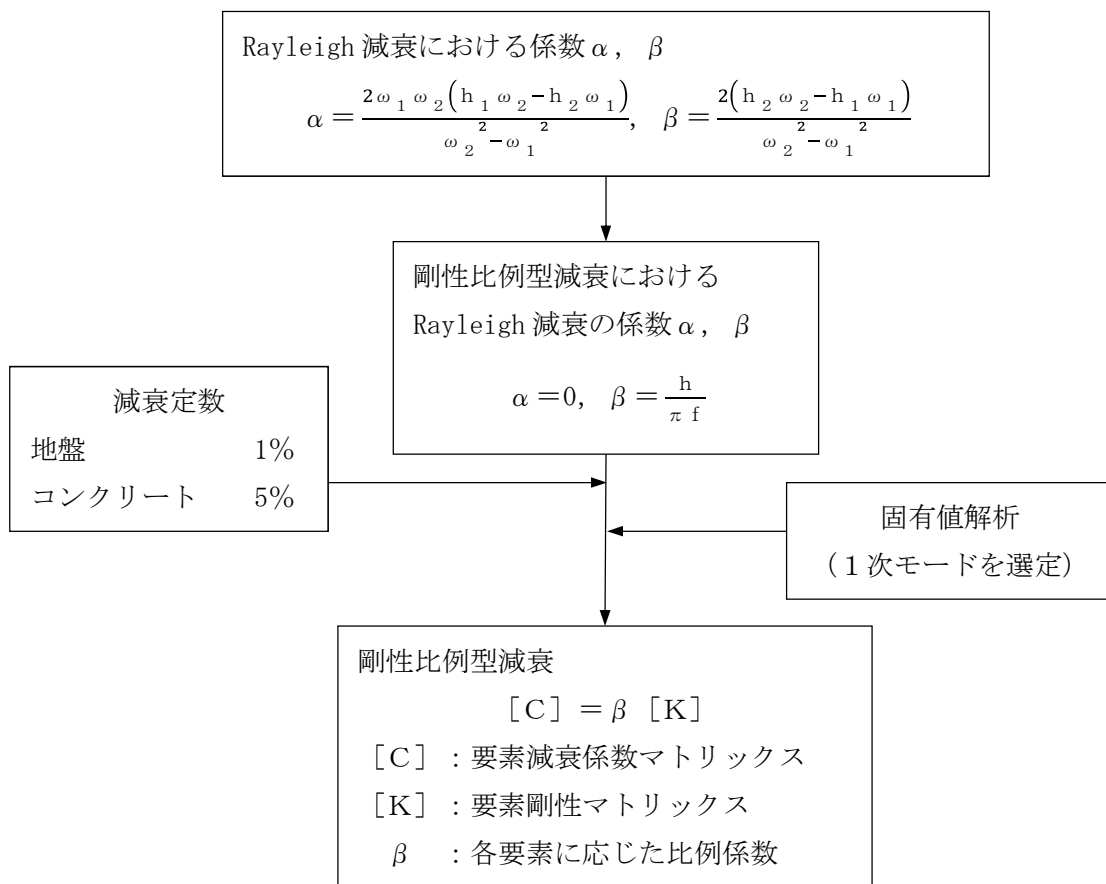 Rayleigh 減衰における係数α, β
α＝2ω1ω2(h1ω2−h2ω1)/ω2²−ω1², β＝2(h2ω2−h1ω1)/ω2²−ω1²
剛性比例型減衰における
Rayleigh 減衰の係数α, β
α＝0, β＝h/πf
減衰定数
地盤 1%
コンクリート 5%
固有値解析
(１次モードを選定)
剛性比例型減衰
［C］＝β［K］
［C］：要素減衰係数マトリックス
［K］：要素剛性マトリックス
β ：各要素に応じた比例係数